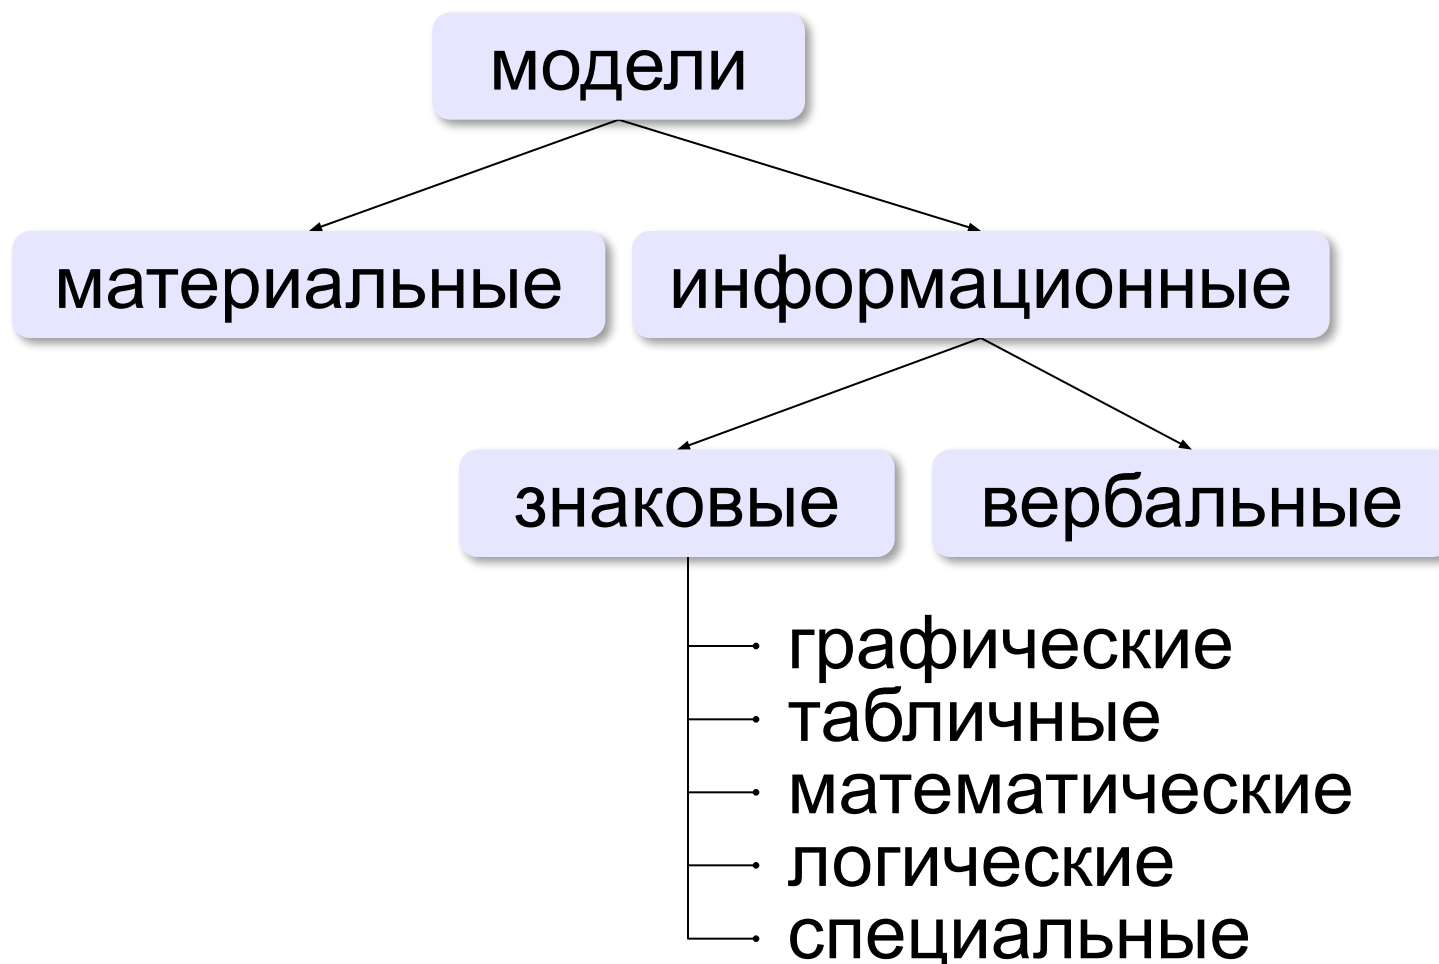 модели
материальные
информационные
знаковые
вербальные
графические
табличные
математические
логические
специальные